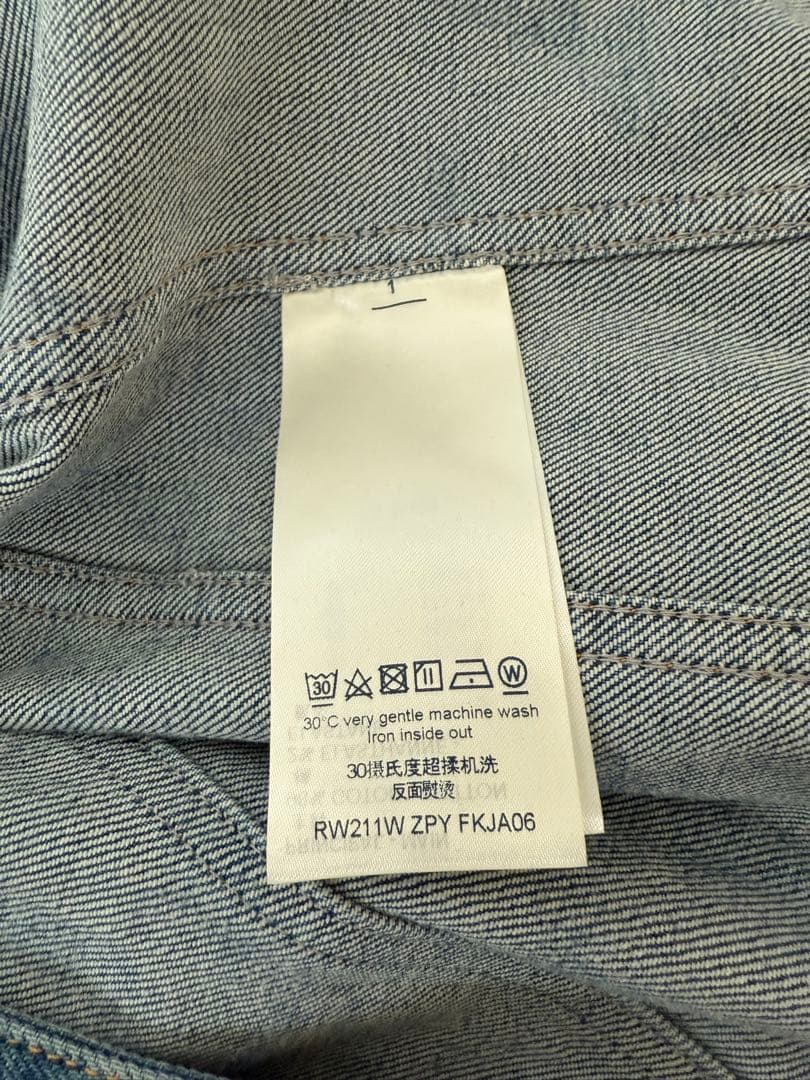 1
30
W
30°C very gentle machine wash
Iron inside out
30摄氏度超揉机洗
反面熨烫
RW211W ZPY FKJA06